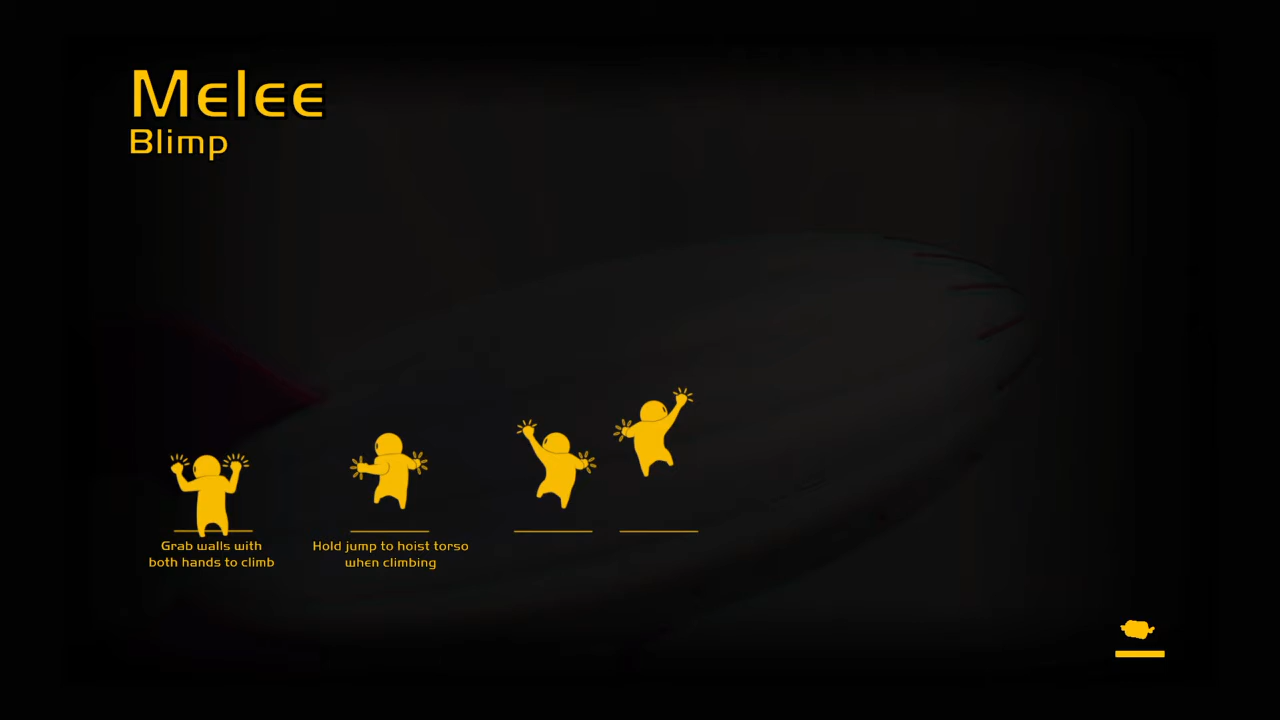 Melee
Blimp
Grab walls with
both hands to climb
Hold jump to hoist torso
when climbing